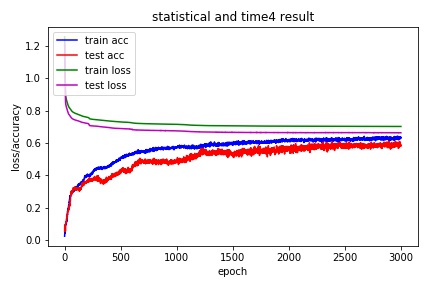 statistical and time4 result
train acc
test acc
train loss
test loss
loss/accuracy
1.2
1.0
0.8
0.6
0.4
0.2
0.0
0 500 1000 1500 2000 2500 3000
epoch